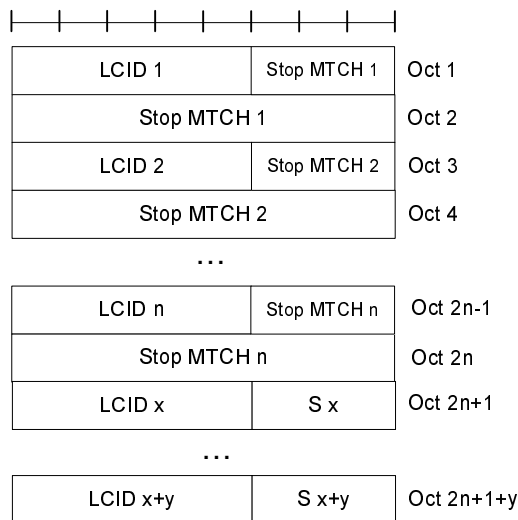 LCID 1 Stop MTCH 1 Oct 1
Stop MTCH 1 Oct 2
LCID 2 Stop MTCH 2 Oct 3
Stop MTCH 2 Oct 4
...
LCID n Stop MTCH n Oct 2n-1
Stop MTCH n Oct 2n
LCID x S x Oct 2n+1
...
LCID x+y S x+y Oct 2n+1+y